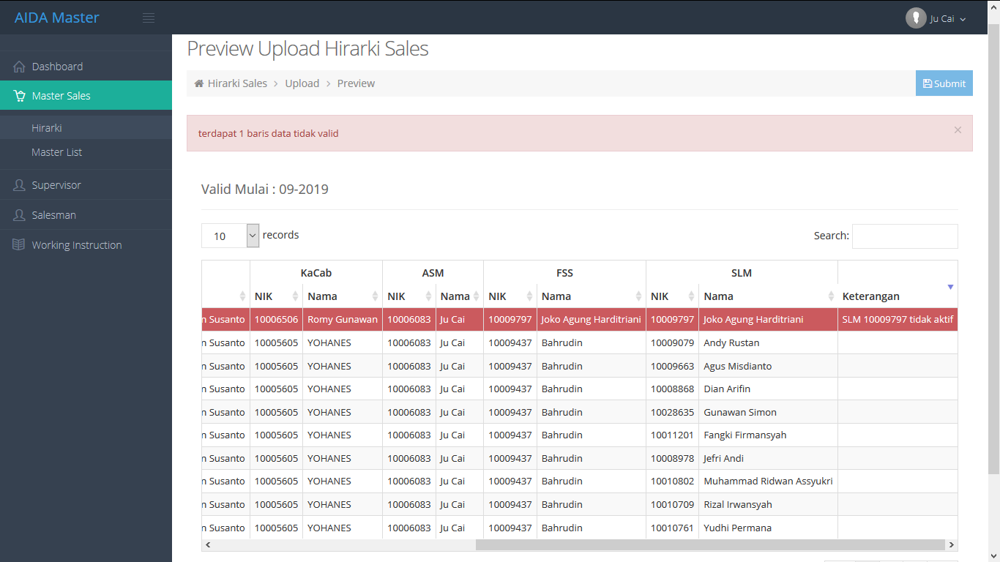 AIDA Master
Ju Cai
Dashboard
Master Sales
Hirarki
Master List
Supervisor
Salesman
Working Instruction
Preview Upload Hirarki Sales
Hirarki Sales > Upload > Preview
Submit
terdapat 1 baris data tidak valid
×
Valid Mulai : 09-2019
10 records
Search:
KaCab ASM FSS SLM
NIK Nama NIK Nama NIK Nama NIK Nama Keterangan
n Susanto 10006506 Romy Gunawan 10006083 Ju Cai 10009797 Joko Agung Harditriani 10009797 Joko Agung Harditriani SLM 10009797 tidak aktif
n Susanto 10005605 YOHANES 10006083 Ju Cai 10009437 Bahrudin 10009079 Andy Rustan
n Susanto 10005605 YOHANES 10006083 Ju Cai 10009437 Bahrudin 10009663 Agus Misdianto
n Susanto 10005605 YOHANES 10006083 Ju Cai 10009437 Bahrudin 10008868 Dian Arifin
n Susanto 10005605 YOHANES 10006083 Ju Cai 10009437 Bahrudin 10028635 Gunawan Simon
n Susanto 10005605 YOHANES 10006083 Ju Cai 10009437 Bahrudin 10011201 Fangki Firmansyah
n Susanto 10005605 YOHANES 10006083 Ju Cai 10009437 Bahrudin 10008978 Jefri Andi
n Susanto 10005605 YOHANES 10006083 Ju Cai 10009437 Bahrudin 10010802 Muhammad Ridwan Assyukri
n Susanto 10005605 YOHANES 10006083 Ju Cai 10009437 Bahrudin 10010709 Rizal Irwansyah
n Susanto 10005605 YOHANES 10006083 Ju Cai 10009437 Bahrudin 10010761 Yudhi Permana